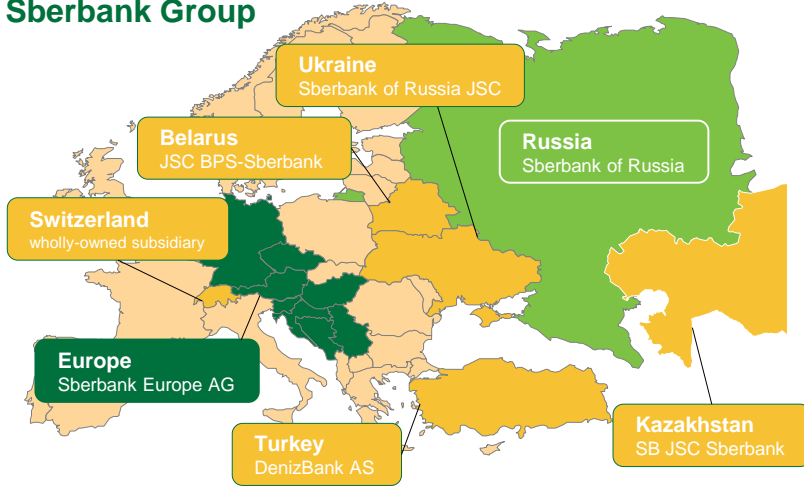 Sberbank Group
Ukraine
Sberbank of Russia JSC
Belarus
JSC BPS-Sberbank
Russia
Sberbank of Russia
Switzerland
wholly-owned subsidiary
Europe
Sberbank Europe AG
Turkey
DenizBank AS
Kazakhstan
SB JSC Sberbank